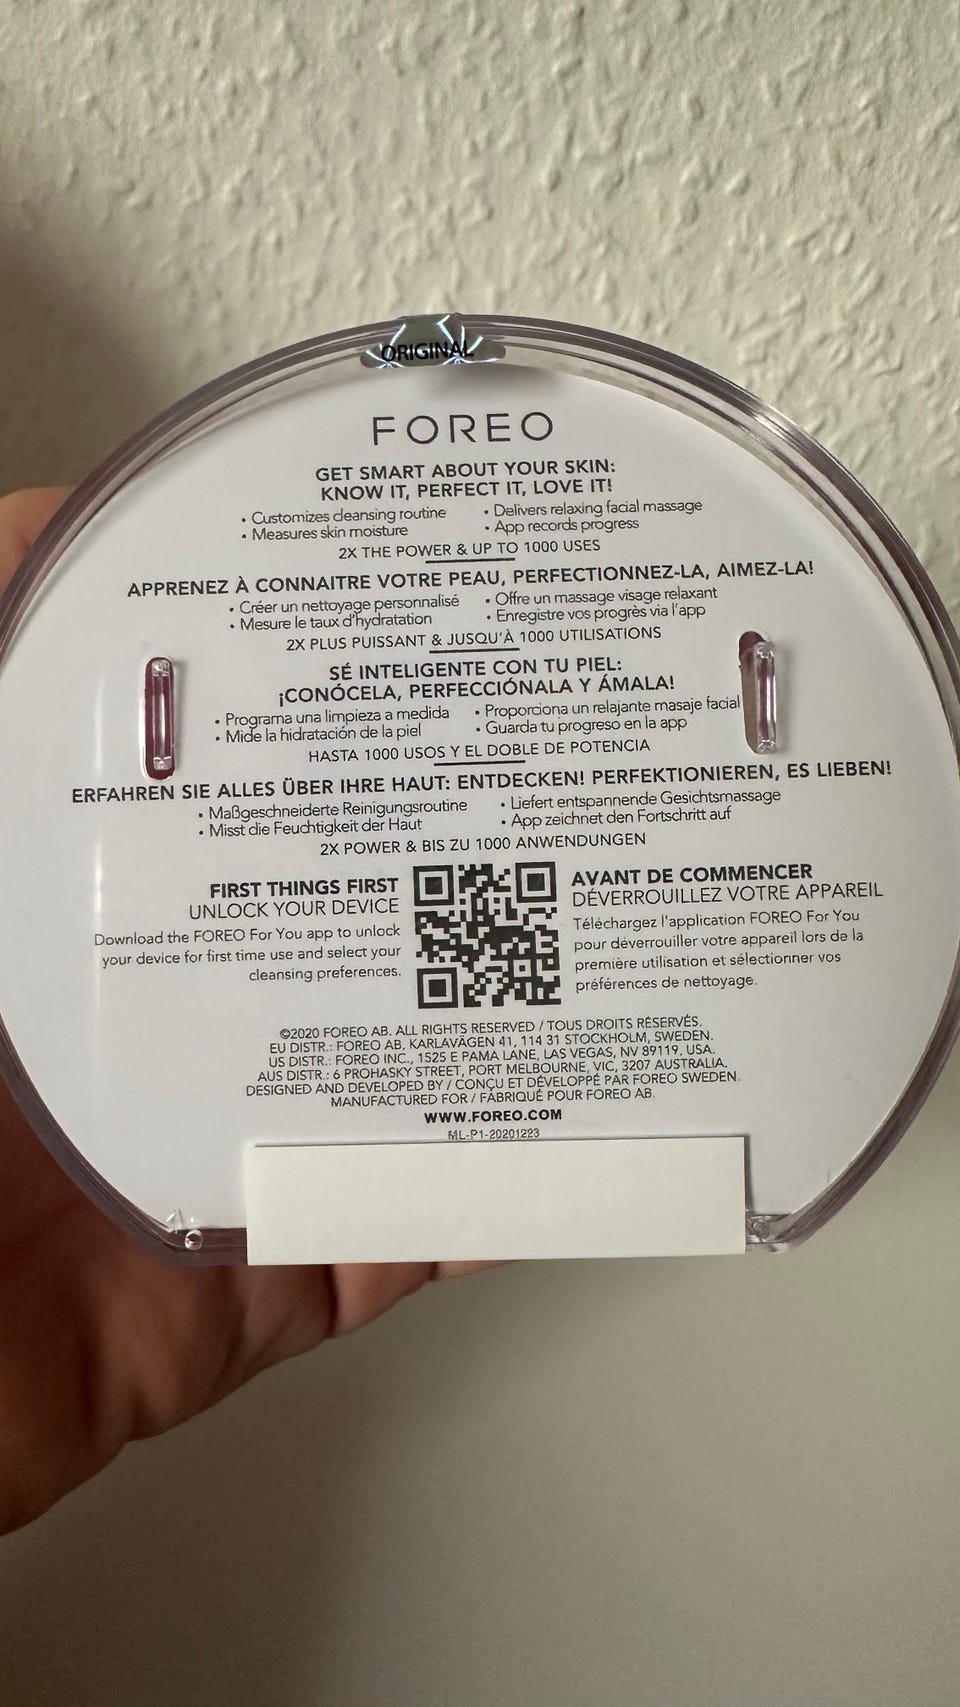 ORIGINAL
FOREO
GET SMART ABOUT YOUR SKIN:
KNOW IT, PERFECT IT, LOVE IT!
• Customizes cleansing routine
• Measures skin moisture
• Delivers relaxing facial massage
• App records progress
2X THE POWER & UP TO 1000 USES
APPRENEZ À CONNAITRE VOTRE PEAU, PERFECTIONNEZ-LA, AIMEZ-LA!
• Créer un nettoyage personnalisé
• Mesure le taux d'hydratation
• Offre un massage visage relaxant
• Enregistre vos progrès via l'app
2X PLUS PUISSANT & JUSQU'À 1000 UTILISATIONS
SÉ INTELIGENTE CON TU PIEL:
¡CONÓCELA, PERFECCIÓNALA Y ÁMALA!
• Programa una limpieza a medida
• Mide la hidratación de la piel
• Proporciona un relajante masaje facial
• Guarda tu progreso en la app
HASTA 1000 USOS Y EL DOBLE DE POTENCIA
ERFAHREN SIE ALLES ÜBER IHRE HAUT: ENTDECKEN! PERFEKTIONIEREN, ES LIEBEN!
• Maßgeschneiderte Reinigungsroutine
• Misst die Feuchtigkeit der Haut
• Liefert entspannende Gesichtsmassage
• App zeichnet den Fortschritt auf
2X POWER & BIS ZU 1000 ANWENDUNGEN
FIRST THINGS FIRST
UNLOCK YOUR DEVICE
Download the FOREO For You app to unlock
your device for first time use and select your
cleansing preferences.
AVANT DE COMMENCER
DÉVERROUILLEZ VOTRE APPAREIL
Téléchargez l'application FOREO For You
pour déverrouiller votre appareil lors de la
première utilisation et sélectionner vos
préférences de nettoyage.
©2020 FOREO AB. ALL RIGHTS RESERVED / TOUS DROITS RÉSERVÉS.
EU DISTR.: FOREO AB, KARLAVÄGEN 41, 114 31 STOCKHOLM, SWEDEN.
US DISTR.: FOREO INC., 1525 E PAMA LANE, LAS VEGAS, NV 89119, USA.
AUS DISTR.: 6 PROHASKY STREET, PORT MELBOURNE, VIC, 3207 AUSTRALIA.
DESIGNED AND DEVELOPED BY / CONÇU ET DÉVELOPPÉ PAR FOREO SWEDEN.
MANUFACTURED FOR / FABRIQUÉ POUR FOREO AB.
WWW.FOREO.COM
ML-P1-20201223